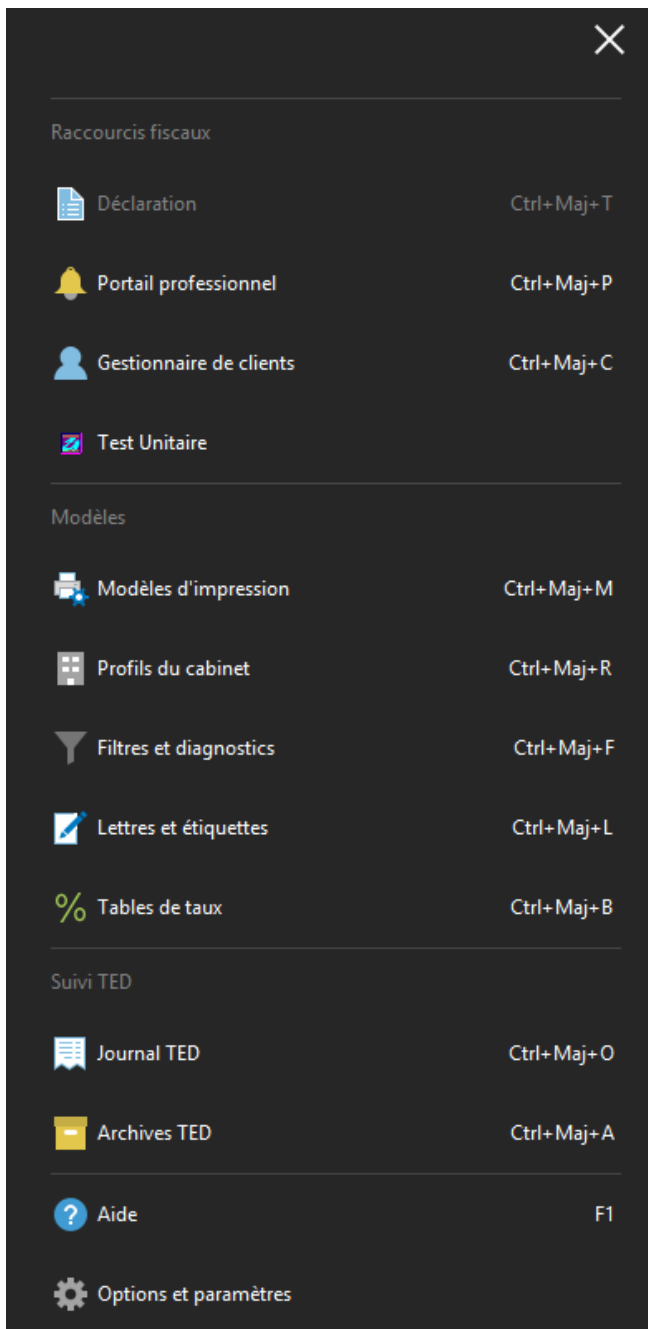 Raccourcis fiscaux
Déclaration Ctrl+Maj+T
Portail professionnel Ctrl+Maj+P
Gestionnaire de clients Ctrl+Maj+C
Test Unitaire
Modèles
Modèles d'impression Ctrl+Maj+M
Profils du cabinet Ctrl+Maj+R
Filtres et diagnostics Ctrl+Maj+F
Lettres et étiquettes Ctrl+Maj+L
% Tables de taux Ctrl+Maj+B
Suivi TED
Journal TED Ctrl+Maj+O
Archives TED Ctrl+Maj+A
? Aide F1
Options et paramètres